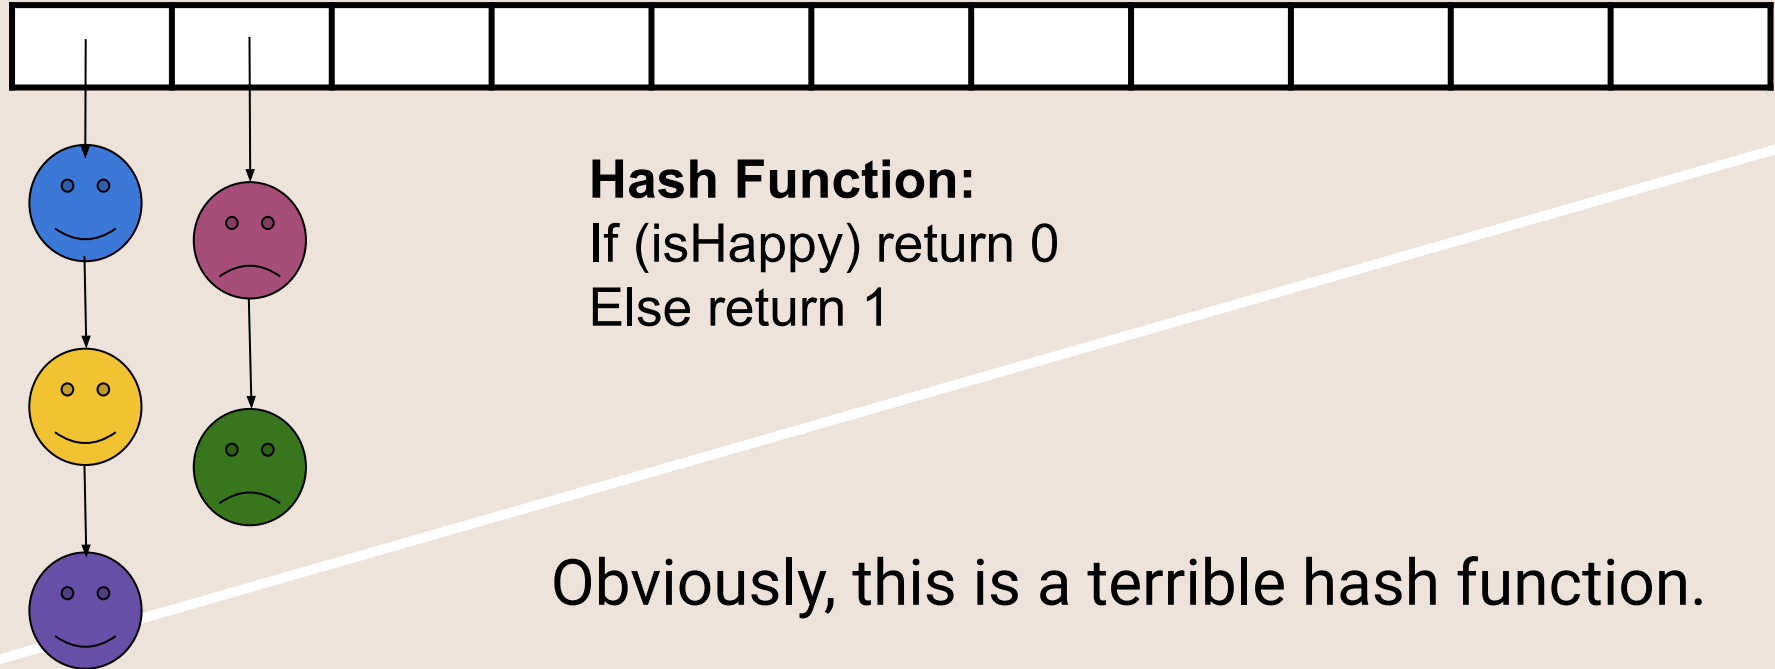 Hash Function:
If (isHappy) return 0
Else return 1
Obviously, this is a terrible hash function.